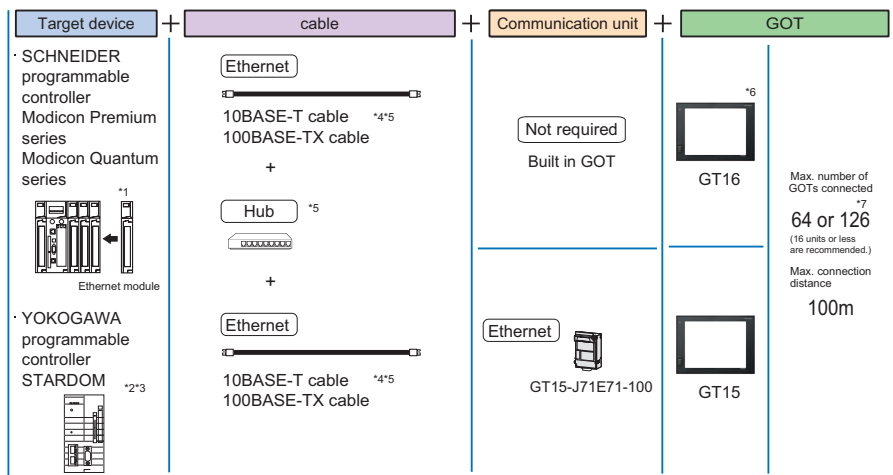 Target device + cable + Communication unit + GOT
· SCHNEIDER
programmable
controller
Modicon Premium
series
Modicon Quantum
series
*1
Ethernet module
· YOKOGAWA
programmable
controller
STARDOM
*2*3
Ethernet
10BASE-T cable *4*5
100BASE-TX cable
+
Hub *5
+
Ethernet
10BASE-T cable *4*5
100BASE-TX cable
Not required
Built in GOT
Ethernet
GT15-J71E71-100
*6
GT16
GT15
Max. number of
GOTs connected
*7
64 or 126
(16 units or less
are recommended.)
Max. connection
distance
100m